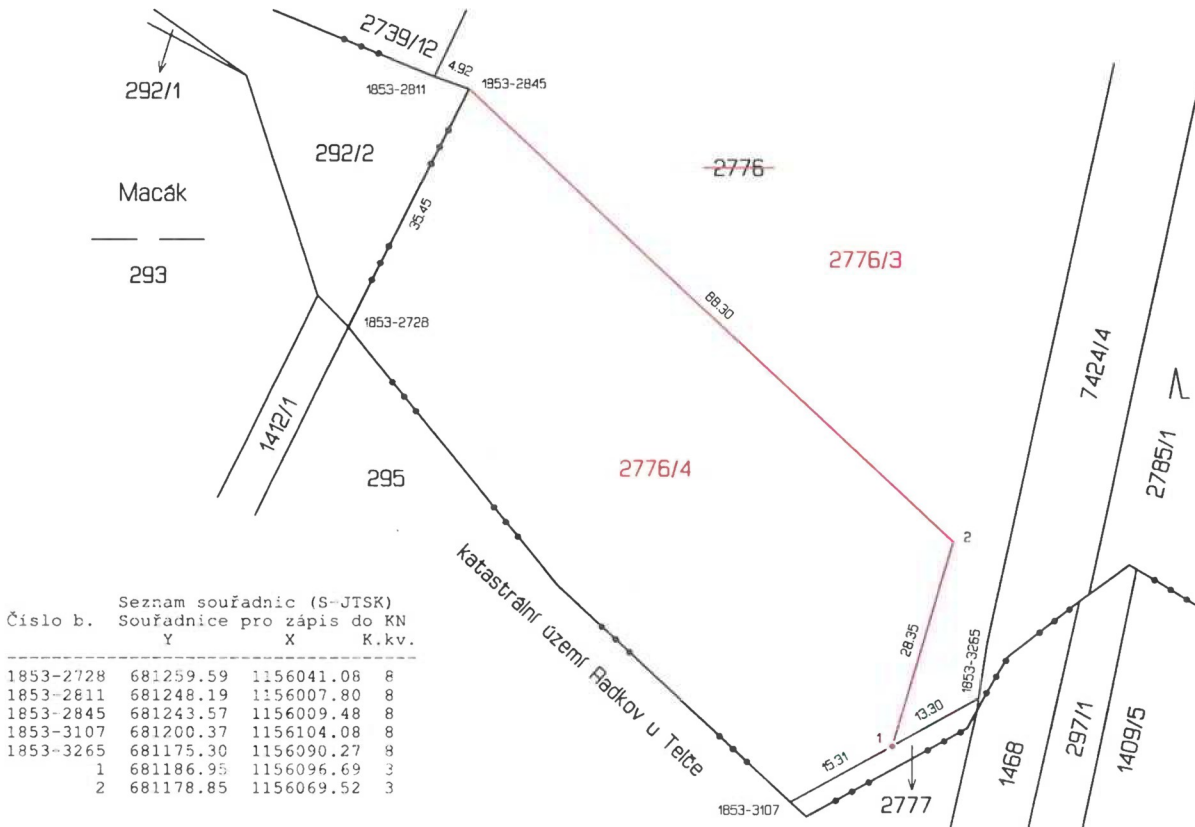 2739/12
4.92
1853-2811
1853-2845
292/1
292/2
2776
Macák
35.45
2776/3
293
88.30
1853-2728
7424/4
1412/1
2785/1
295
2776/4
2
katastrální území Radkov u Telče
28.35
1853-3265
13.30
1
15.31
1853-3107
2777
1468
297/1
1409/5
Seznam souřadnic (S-JTSK)
Číslo b. Souřadnice pro zápis do KN
Y X K.kv.
1853-2728 681259.59 1156041.08 8
1853-2811 681248.19 1156007.80 8
1853-2845 681243.57 1156009.48 8
1853-3107 681200.37 1156104.08 8
1853-3265 681175.30 1156090.27 8
1 681186.95 1156096.69 3
2 681178.85 1156069.52 3